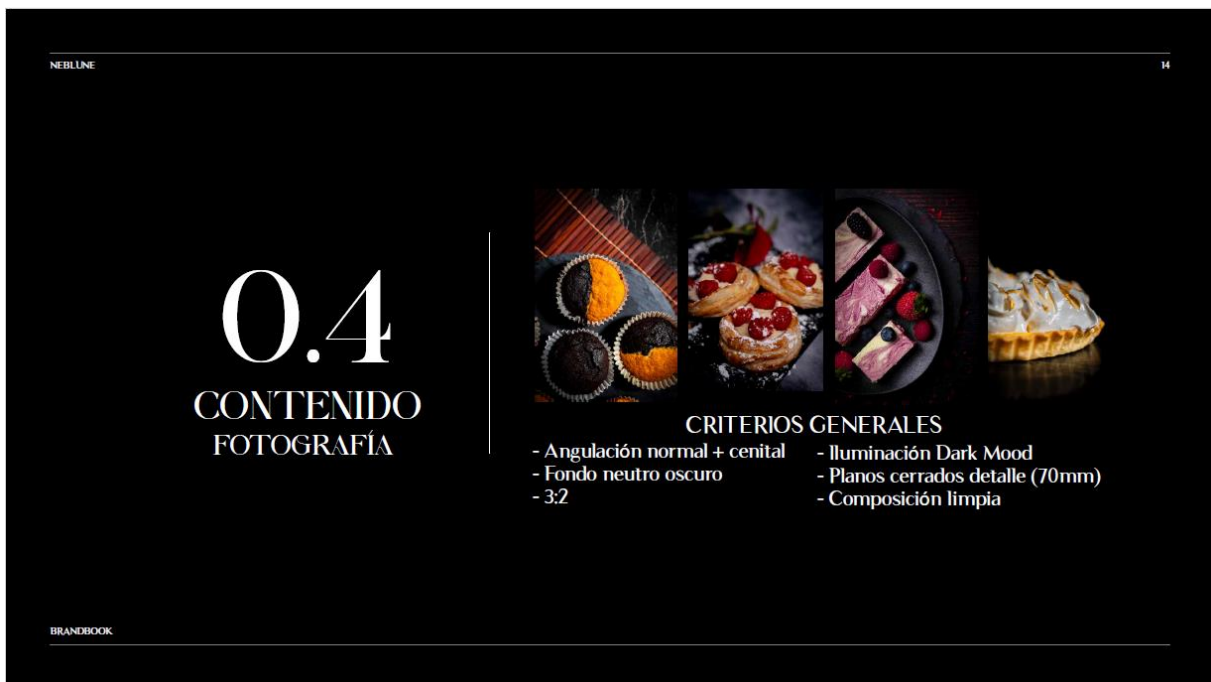 NEBLUNE
14
0.4
CONTENIDO
FOTOGRAFÍA
CRITERIOS GENERALES
- Angulación normal + cenital
- Fondo neutro oscuro
- 3:2
- Iluminación Dark Mood
- Planos cerrados detalle (70mm)
- Composición limpia
BRANDBOOK